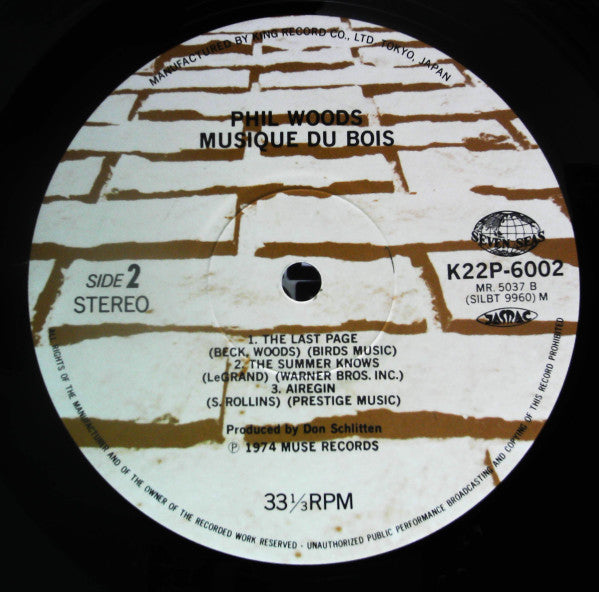 MANUFACTURED BY KING RECORD CO., LTD. TOKYO, JAPAN
PHIL WOODS
MUSIQUE DU BOIS
SEVEN SEAS
SIDE 2
STEREO
K22P-6002
MR. 5037 B
(SILBT 9960) M
JASRAC
1. THE LAST PAGE
(BECK, WOODS) (BIRDS MUSIC)
2. THE SUMMER KNOWS
(LeGRAND) (WARNER BROS. INC.)
3. AIREGIN
(S. ROLLINS) (PRESTIGE MUSIC)
Produced by Don Schlitten
Ⓟ 1974 MUSE RECORDS
33⅓RPM
ALL RIGHTS OF THE MANUFACTURER AND OF THE OWNER OF THE RECORDED WORK RESERVED · UNAUTHORIZED PUBLIC PERFORMANCE BROADCASTING AND COPYING OF THIS RECORD PROHIBITED